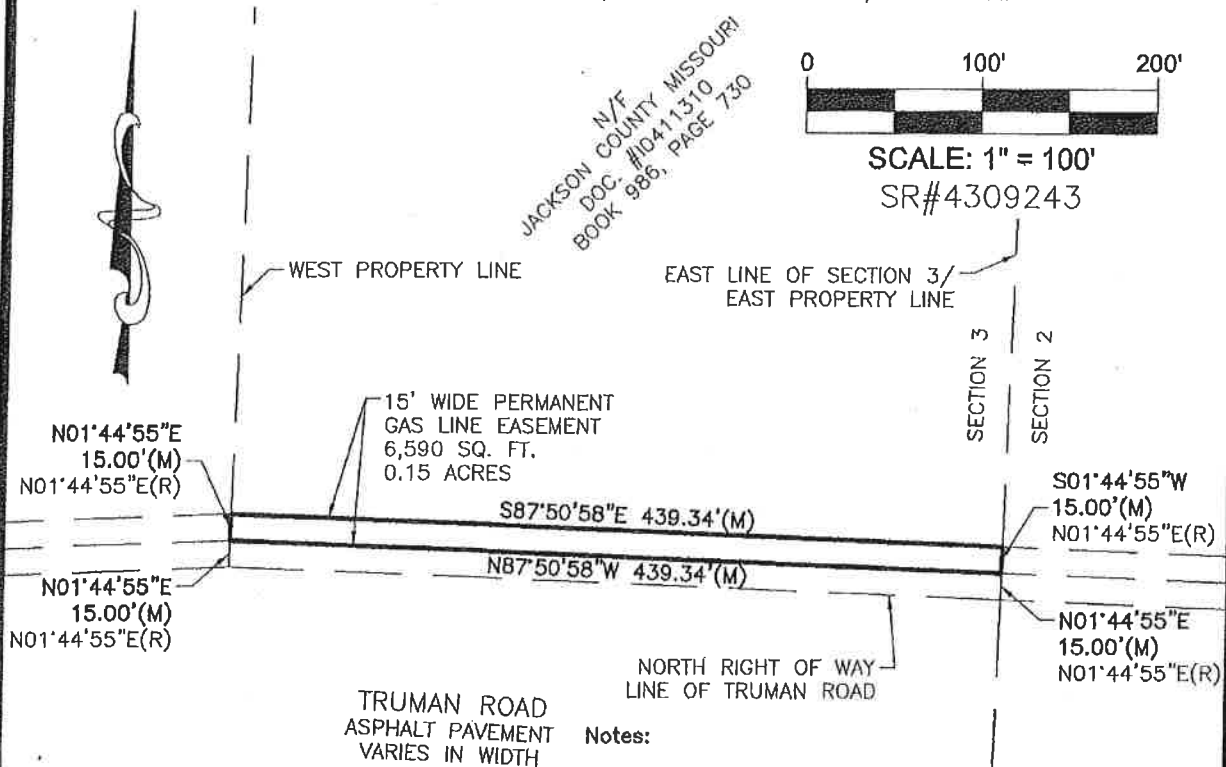 N/F
JACKSON COUNTY MISSOURI
DOC. #I0411310
BOOK 986, PAGE 730
0 100' 200'
SCALE: 1" = 100'
SR#4309243
WEST PROPERTY LINE
EAST LINE OF SECTION 3/
EAST PROPERTY LINE
SECTION 3
SECTION 2
15' WIDE PERMANENT
GAS LINE EASEMENT
6,590 SQ. FT.
0.15 ACRES
N01°44'55"E
15.00'(M)
N01°44'55"E(R)
S01°44'55"W
15.00'(M)
N01°44'55"E(R)
S87°50'58"E 439.34'(M)
N87°50'58"W 439.34'(M)
N01°44'55"E
15.00'(M)
N01°44'55"E(R)
N01°44'55"E
15.00'(M)
N01°44'55"E(R)
NORTH RIGHT OF WAY
LINE OF TRUMAN ROAD
TRUMAN ROAD
ASPHALT PAVEMENT
VARIES IN WIDTH
Notes: